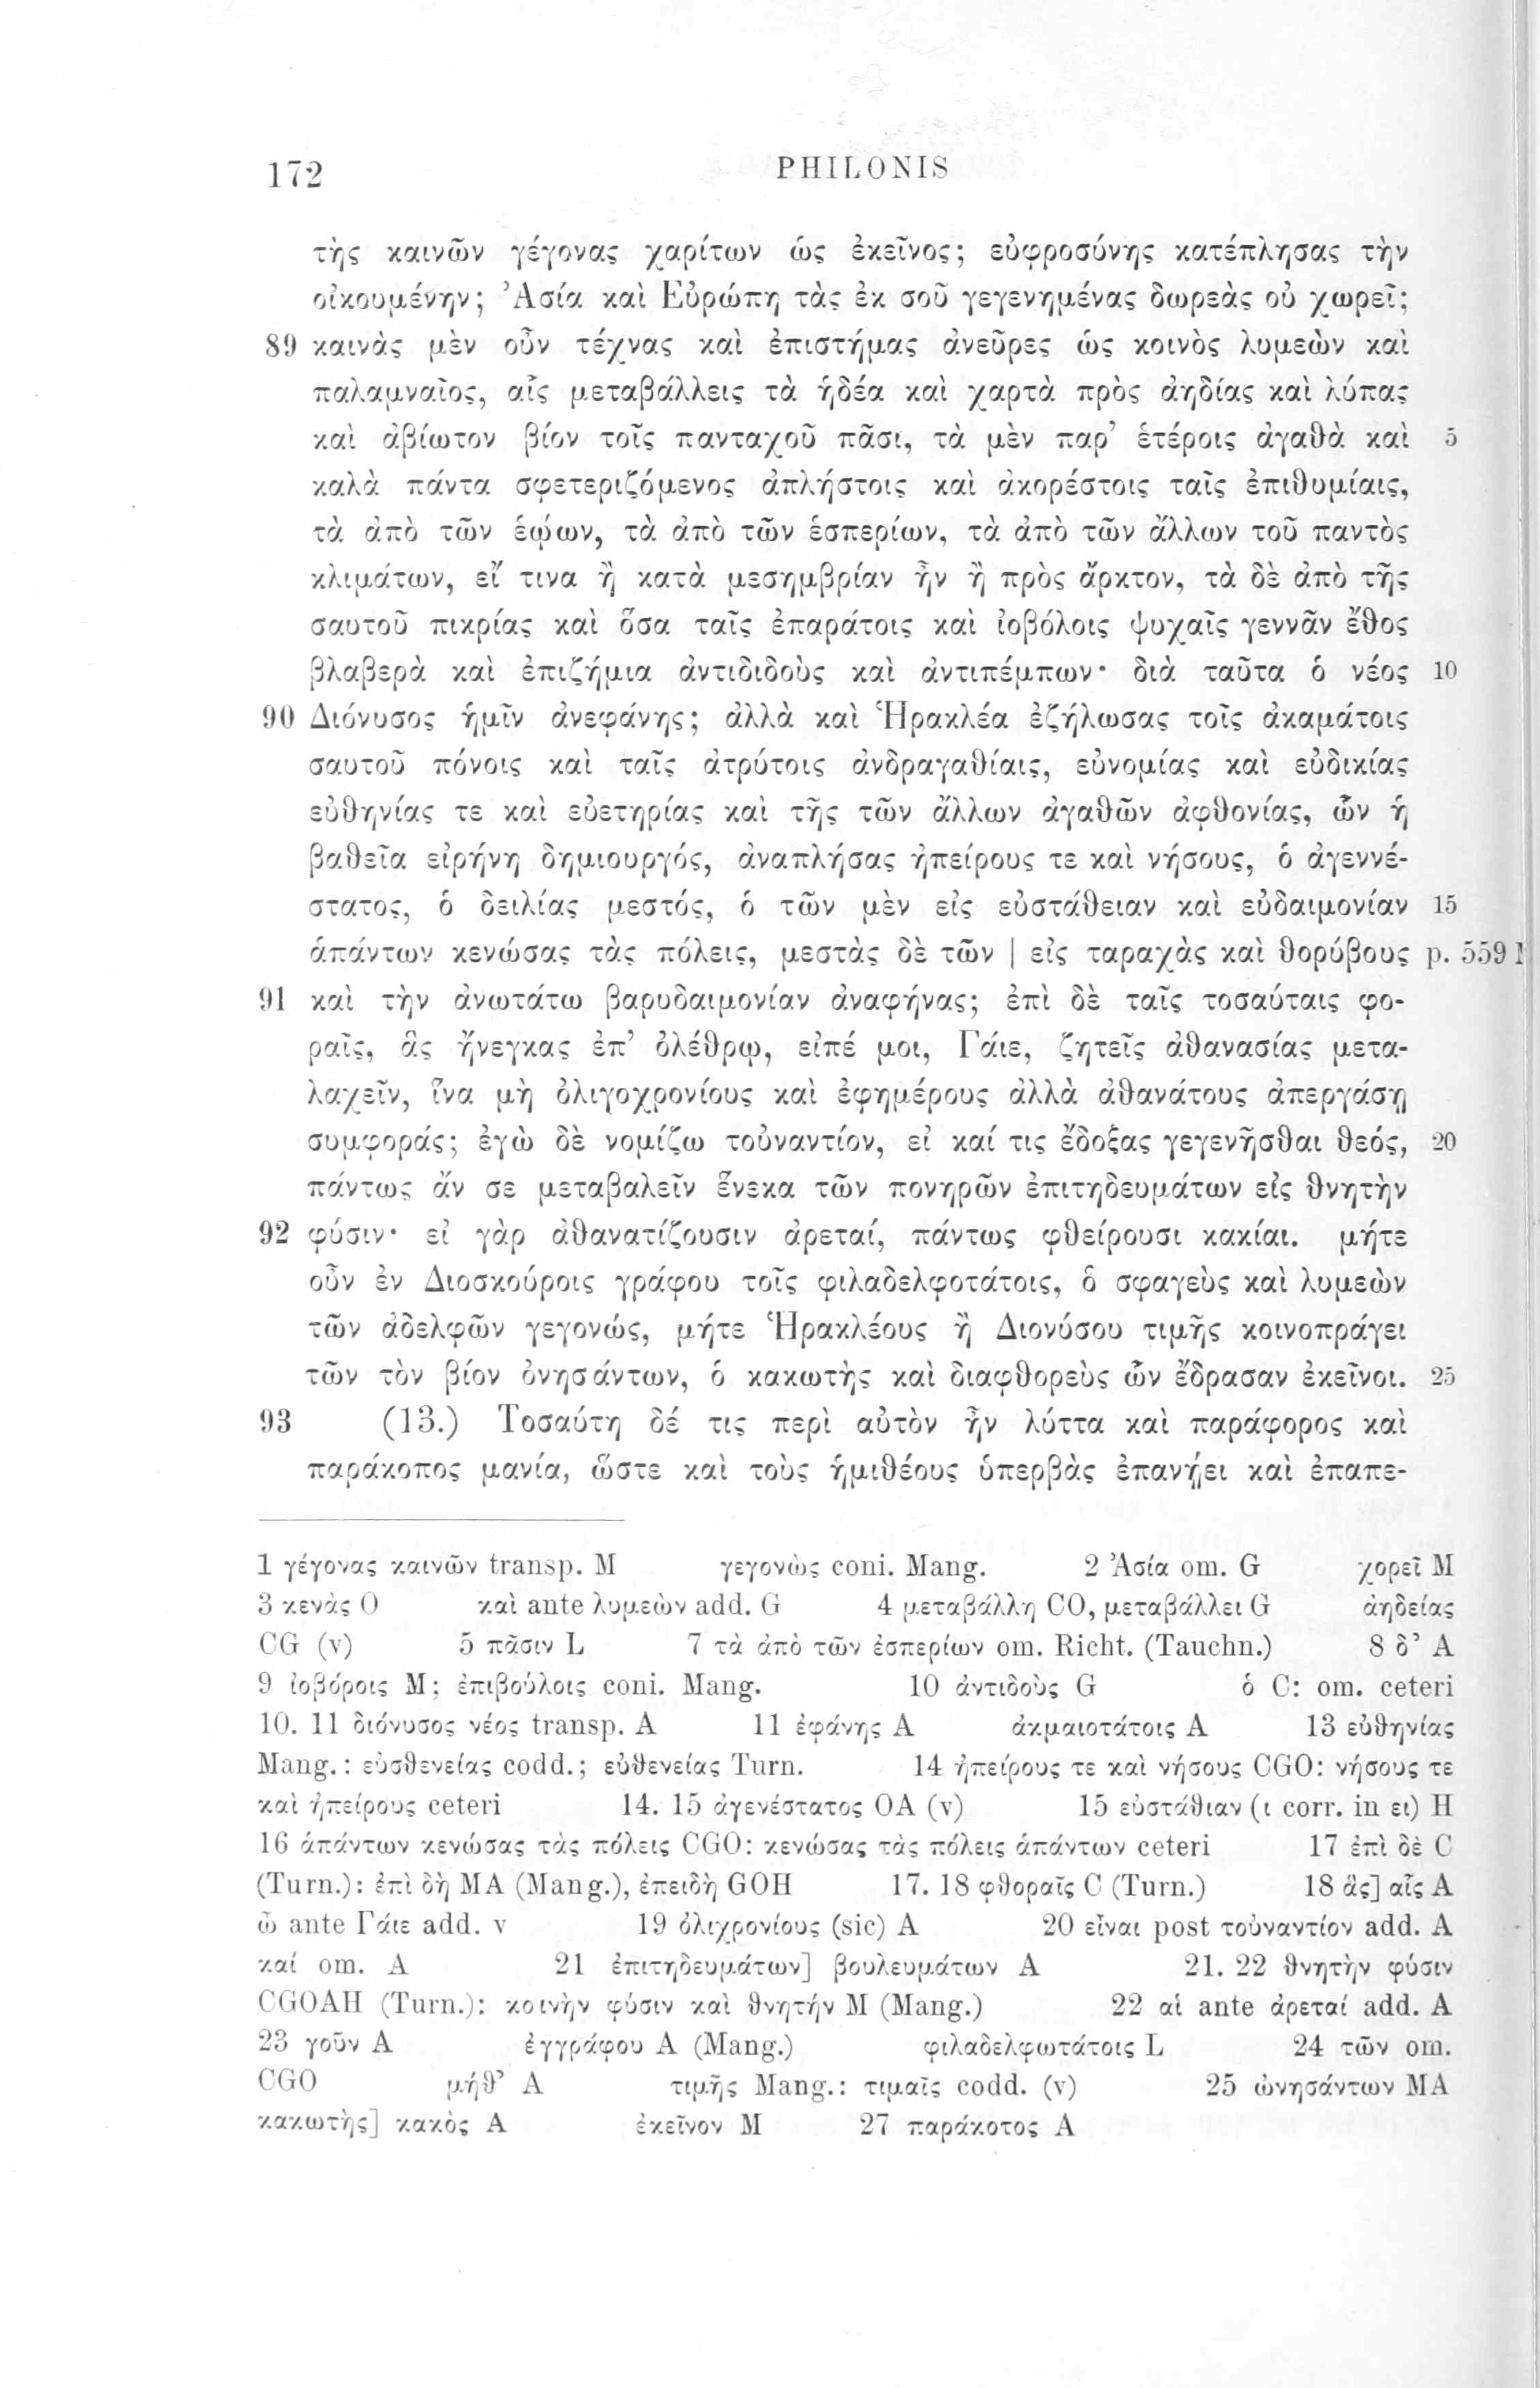 172 PHILONIS
τὴς καινῶν γέγονας χαρίτων ὡς ἐκεῖνος; εὐφροσύνης κατέπλησας τὴν
οἰκουμένην; Ἀσία καὶ Εὐρώπη τὰς ἐκ σοῦ γεγενημένας δωρεὰς οὐ χωρεῖ;
89 καινὰς μὲν οὖν τέχνας καὶ ἐπιστήμας ἀνεῦρες ὡς κοινὸς λυμεὼν καὶ
παλαμναῖος, αἷς μεταβάλλεις τὰ ἡδέα καὶ χαρτὰ πρὸς ἀηδίας καὶ λύπας
καὶ ἀβίωτον βίον τοῖς πανταχοῦ πᾶσι, τὰ μὲν παρ’ ἑτέροις ἀγαθὰ καὶ 5
καλὰ πάντα σφετεριζόμενος ἀπλήστοις καὶ ἀκορέστοις ταῖς ἐπιθυμίαις,
τὰ ἀπὸ τῶν ἑῴων, τὰ ἀπὸ τῶν ἑσπερίων, τὰ ἀπὸ τῶν ἄλλων τοῦ παντὸς
κλιμάτων, εἴ τινα ἢ κατὰ μεσημβρίαν ἦν ἢ πρὸς ἄρκτον, τὰ δὲ ἀπὸ τῆς
σαυτοῦ πικρίας καὶ ὅσα ταῖς ἐπαράτοις καὶ ἰοβόλοις ψυχαῖς γεννᾶν ἔθος
βλαβερὰ καὶ ἐπιζήμια ἀντιδιδοὺς καὶ ἀντιπέμπων· διὰ ταῦτα ὁ νέος 10
90 Διόνυσος ἡμῖν ἀνεφάνης; ἀλλὰ καὶ Ἡρακλέα ἐζήλωσας τοῖς ἀκαμάτοις
σαυτοῦ πόνοις καὶ ταῖς ἀτρύτοις ἀνδραγαθίαις, εὐνομίας καὶ εὐδικίας
εὐθηνίας τε καὶ εὐετηρίας καὶ τῆς τῶν ἄλλων ἀγαθῶν ἀφθονίας, ὧν ἡ
βαθεῖα εἰρήνη δημιουργός, ἀναπλήσας ἠπείρους τε καὶ νήσους, ὁ ἀγεννέ-
στατος, ὁ δειλίας μεστός, ὁ τῶν μὲν εἰς εὐστάθειαν καὶ εὐδαιμονίαν 15
ἁπάντων κενώσας τὰς πόλεις, μεστὰς δὲ τῶν | εἰς ταραχὰς καὶ θορύβους p. 559
91 καὶ τὴν ἀνωτάτω βαρυδαιμονίαν ἀναφήνας; ἐπὶ δὲ ταῖς τοσαύταις φο-
ραῖς, ἃς ἤνεγκας ἐπ’ ὀλέθρῳ, εἰπέ μοι, Γάιε, ζητεῖς ἀθανασίας μετα-
λαχεῖν, ἵνα μὴ ὀλιγοχρονίους καὶ ἐφημέρους ἀλλὰ ἀθανάτους ἀπεργάσῃ
συμφοράς; ἐγὼ δὲ νομίζω τοὐναντίον, εἰ καί τις ἔδοξας γεγενῆσθαι θεός, 20
πάντως ἄν σε μεταβαλεῖν ἕνεκα τῶν πονηρῶν ἐπιτηδευμάτων εἰς θνητὴν
92 φύσιν· εἰ γὰρ ἀθανατίζουσιν ἀρεταί, πάντως φθείρουσι κακίαι. μήτε
οὖν ἐν Διοσκούροις γράφου τοῖς φιλαδελφοτάτοις, ὁ σφαγεὺς καὶ λυμεὼν
τῶν ἀδελφῶν γεγονώς, μήτε Ἡρακλέους ἢ Διονύσου τιμῆς κοινοπράγει
τῶν τὸν βίον ὀνησάντων, ὁ κακωτὴς καὶ διαφθορεὺς ὧν ἔδρασαν ἐκεῖνοι. 25
93 (13.) Τοσαύτη δέ τις περὶ αὐτὸν ἦν λύττα καὶ παράφορος καὶ
παράκοπος μανία, ὥστε καὶ τοὺς ἡμιθέους ὑπερβὰς ἐπανῄει καὶ ἐπαπε-
1 γέγονας καινῶν transp. M γεγονὼς coni. Mang. 2 Ἀσία om. G χορεῖ M
3 κενὰς O καὶ ante λυμεὼν add. G 4 μεταβάλλη CO, μεταβάλλει G ἀηδείας
CG (v) 5 πᾶσιν L 7 τὰ ἀπὸ τῶν ἑσπερίων om. Richt. (Tauchn.) 8 δ’ A
9 ἰοβόροις M; ἐπιβούλοις coni. Mang. 10 ἀντιδοὺς G ὁ C: om. ceteri
10. 11 διόνυσος νέος transp. A 11 ἐφάνης A ἀκμαιοτάτοις A 13 εὐθηνίας
Mang.: εὐσθενείας codd.; εὐθενείας Turn. 14 ἠπείρους τε καὶ νήσους CGO: νήσους τε
καὶ ἠπείρους ceteri 14. 15 ἀγενέστατος OA (v) 15 εὐστάθιαν (ι corr. in ει) H
16 ἁπάντων κενώσας τὰς πόλεις CGO: κενώσας τὰς πόλεις ἁπάντων ceteri 17 ἐπὶ δὲ C
(Turn.): ἐπὶ δὴ MA (Mang.), ἐπειδὴ GOH 17. 18 φθοραῖς C (Turn.) 18 ἃς] αἷς A
ὦ ante Γάιε add. v 19 ὀλιχρονίους (sic) A 20 εἶναι post τοὐναντίον add. A
καί om. A 21 ἐπιτηδευμάτων] βουλευμάτων A 21. 22 θνητὴν φύσιν
CGOAH (Turn.): κοινὴν φύσιν καὶ θνητήν M (Mang.) 22 αἱ ante ἀρεταί add. A
23 γοῦν A ἐγγράφου A (Mang.) φιλαδελφωτάτοις L 24 τῶν om.
CGO μήθ’ A τιμῆς Mang.: τιμαῖς codd. (v) 25 ὠνησάντων MA
κακωτὴς] κακὸς A ἐκεῖνον M 27 παράκοτος A